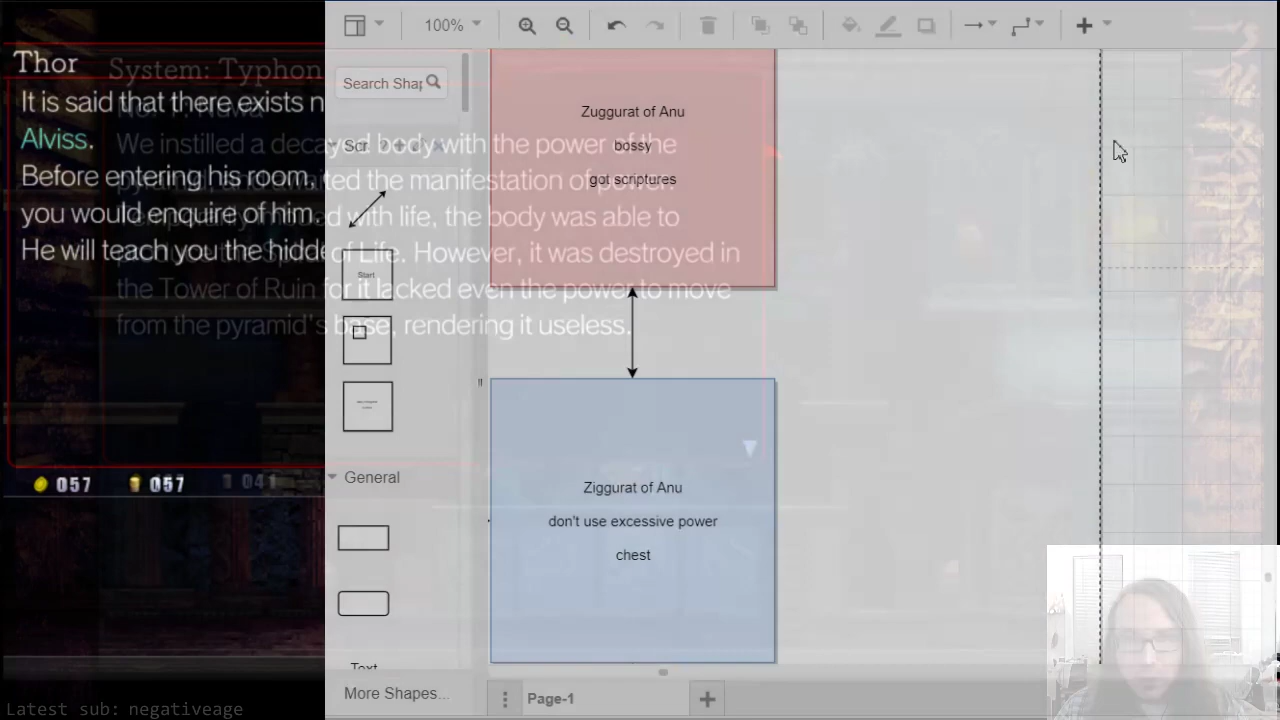 100%
Thor
System: Typhon
Search Shap
It is said that there exists n
Alviss.
Before entering his room,
you would enquire of him.
He will teach you the hidde
We instilled a decayed body with the power of the
the manifestation of power.
with life, the body was able to
of Life. However, it was destroyed in
the Tower of Ruin for it lacked even the power to move
from the pyramid's base, rendering it useless.
Zuggurat of Anu
bossy
got scriptures
Start
General
057
057
Ziggurat of Anu
don't use excessive power
chest
Text
More Shapes...
Page-1
Latest sub: negativeage